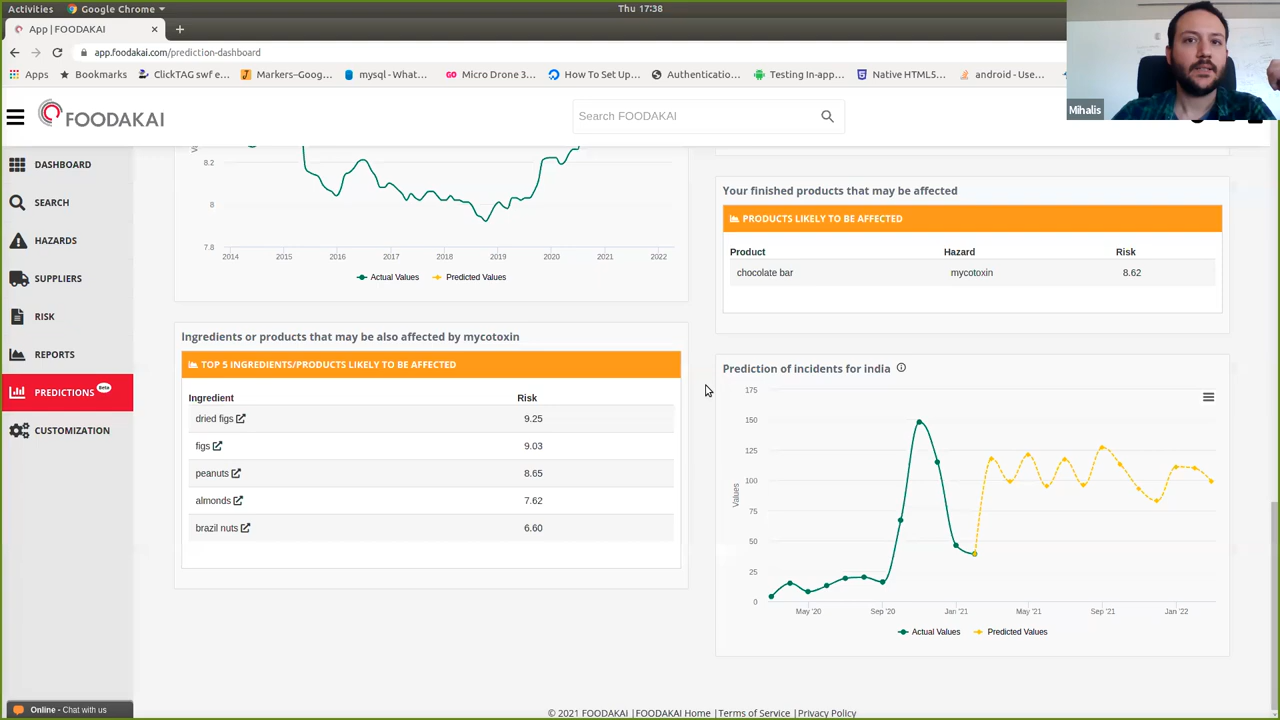 Activities
Google Chrome
Thu 17:38
App | FOODAKAI
app.foodakai.com/prediction-dashboard
Apps
Bookmarks
ClickTAG swf e...
Markers–Goog...
mysql - What...
Micro Drone 3...
How To Set Up...
Authentication...
Testing In-app...
Native HTML5...
android - Use...
Mihalis
FOODAKAI
Search FOODAKAI
DASHBOARD
SEARCH
HAZARDS
SUPPLIERS
RISK
REPORTS
PREDICTIONS Beta
CUSTOMIZATION
8.2
8
7.8
2014 2015 2016 2017 2018 2019 2020 2021 2022
Actual Values Predicted Values
Your finished products that may be affected
PRODUCTS LIKELY TO BE AFFECTED
Product Hazard Risk
chocolate bar mycotoxin 8.62
Ingredients or products that may be also affected by mycotoxin
TOP 5 INGREDIENTS/PRODUCTS LIKELY TO BE AFFECTED
Ingredient Risk
dried figs 9.25
figs 9.03
peanuts 8.65
almonds 7.62
brazil nuts 6.60
Prediction of incidents for india
175
150
125
100
75
50
25
0
Values
May '20 Sep '20 Jan '21 May '21 Sep '21 Jan '22
Actual Values Predicted Values
Online - Chat with us
© 2021 FOODAKAI |FOODAKAI Home |Terms of Service |Privacy Policy